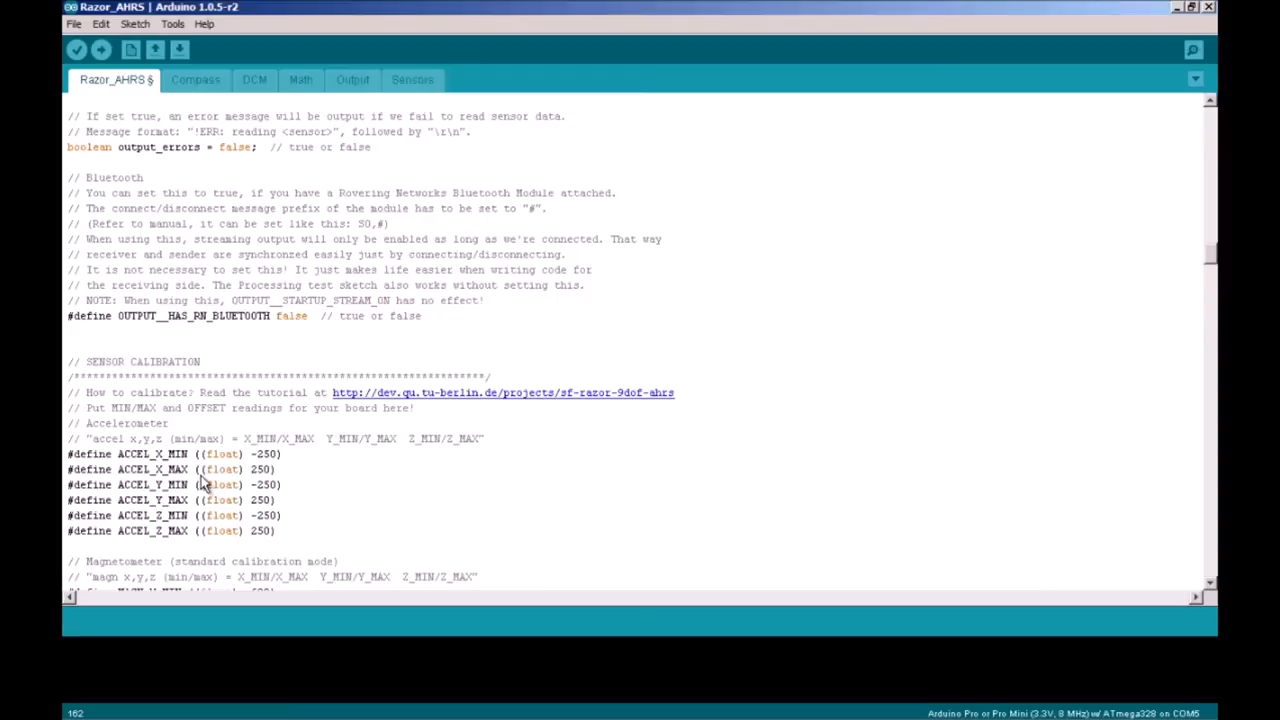 Razor_AHRS | Arduino 1.0.5-r2
File Edit Sketch Tools Help
Razor_AHRS § Compass DCM Math Output Sensors
// If set true, an error message will be output if we fail to read sensor data.
// Message format: "!ERR: reading <sensor>", followed by "\r\n".
boolean output_errors = false;  // true or false
// Bluetooth
// You can set this to true, if you have a Rovering Networks Bluetooth Module attached.
// The connect/disconnect message prefix of the module has to be set to "#".
// (Refer to manual, it can be set like this: SO,#)
// When using this, streaming output will only be enabled as long as we're connected. That way
// receiver and sender are synchronzed easily just by connecting/disconnecting.
// It is not necessary to set this! It just makes life easier when writing code for
// the receiving side. The Processing test sketch also works without setting this.
// NOTE: When using this, OUTPUT__STARTUP_STREAM_ON has no effect!
#define OUTPUT__HAS_RN_BLUETOOTH false  // true or false
// SENSOR CALIBRATION
/*****************************************************************/
// How to calibrate? Read the tutorial at http://dev.qu.tu-berlin.de/projects/sf-razor-9dof-ahrs
// Put MIN/MAX and OFFSET readings for your board here!
// Accelerometer
// "accel x,y,z (min/max) = X_MIN/X_MAX  Y_MIN/Y_MAX  Z_MIN/Z_MAX"
#define ACCEL_X_MIN ((float) -250)
#define ACCEL_X_MAX ((float) 250)
#define ACCEL_Y_MIN ((float) -250)
#define ACCEL_Y_MAX ((float) 250)
#define ACCEL_Z_MIN ((float) -250)
#define ACCEL_Z_MAX ((float) 250)
// Magnetometer (standard calibration mode)
// "magn x,y,z (min/max) = X_MIN/X_MAX  Y_MIN/Y_MAX  Z_MIN/Z_MAX"
162 Arduino Pro or Pro Mini (3.3V, 8 MHz) w/ ATmega328 on COM5